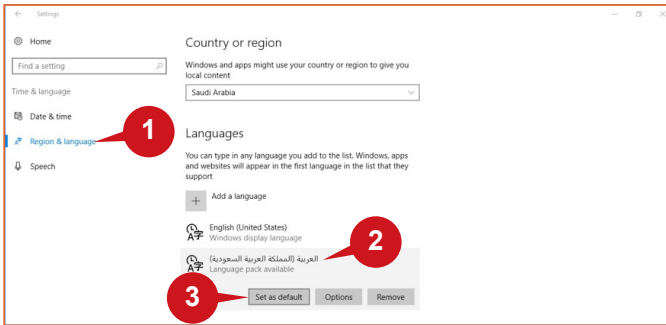 Settings
Home
Find a setting
Time & language
Date & time
Region & language
Speech
1
Country or region
Windows and apps might use your country or region to give you
local content
Saudi Arabia
Languages
You can type in any language you add to the list. Windows, apps
and websites will appear in the first language in the list that they
support
Add a language
English (United States)
Windows display language
العربية (المملكة العربية السعودية)
Language pack available
2
3
Set as default Options Remove